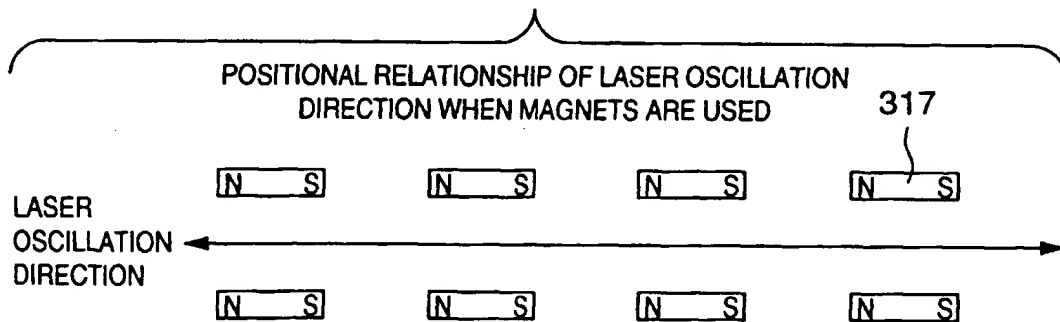 POSITIONAL RELATIONSHIP OF LASER OSCILLATION
DIRECTION WHEN MAGNETS ARE USED
317
N S N S N S N S
LASER
OSCILLATION
DIRECTION
N S N S N S N S